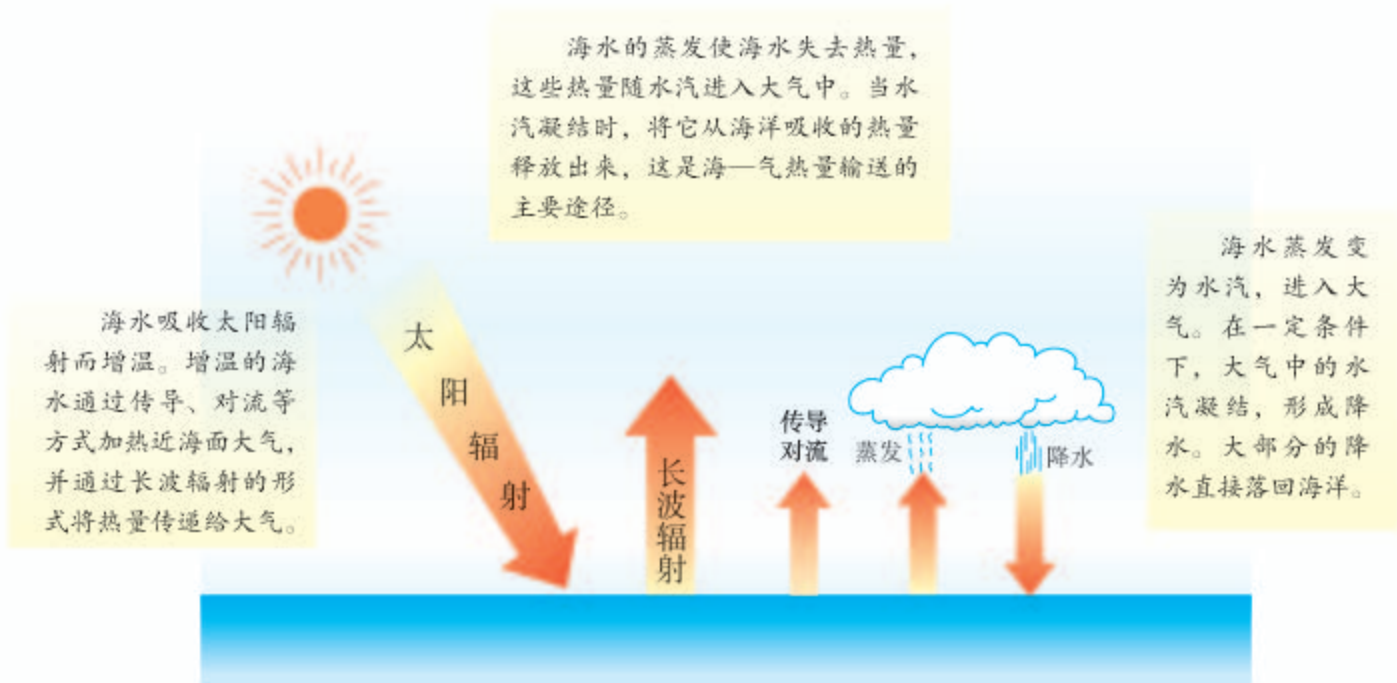 海水的蒸发使海水失去热量，
这些热量随水汽进入大气中。当水
汽凝结时，将它从海洋吸收的热量
释放出来，这是海—气热量输送的
主要途径。
海水吸收太阳辐
射而增温。增温的海
水通过传导、对流等
方式加热近海面大气，
并通过长波辐射的形
式将热量传递给大气。
太阳辐射
长波辐射
传导
对流
蒸发
降水
海水蒸发变
为水汽，进入大
气。在一定条件
下，大气中的水
汽凝结，形成降
水。大部分的降
水直接落回海洋。